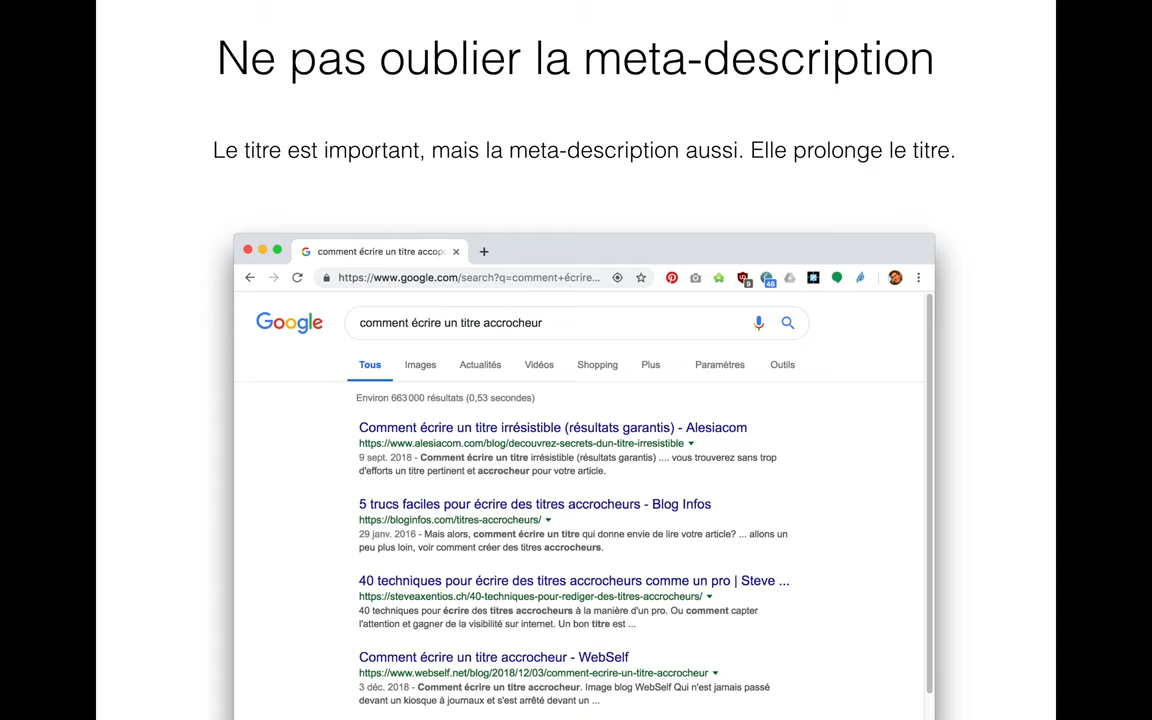 Ne pas oublier la meta-description
Le titre est important, mais la meta-description aussi. Elle prolonge le titre.
comment écrire un titre accroc
https://www.google.com/search?q=comment+écrire...
9
48
Google
comment écrire un titre accrocheur
Tous Images Actualités Vidéos Shopping Plus Paramètres Outils
Environ 663 000 résultats (0,53 secondes)
Comment écrire un titre irrésistible (résultats garantis) - Alesiacom
https://www.alesiacom.com/blog/decouvrez-secrets-dun-titre-irresistible
9 sept. 2018 - Comment écrire un titre irrésistible (résultats garantis) .... vous trouverez sans trop
d'efforts un titre pertinent et accrocheur pour votre article.
5 trucs faciles pour écrire des titres accrocheurs - Blog Infos
https://bloginfos.com/titres-accrocheurs/
29 janv. 2016 - Mais alors, comment écrire un titre qui donne envie de lire votre article? ... allons un
peu plus loin, voir comment créer des titres accrocheurs.
40 techniques pour écrire des titres accrocheurs comme un pro | Steve ...
https://steveaxentios.ch/40-techniques-pour-rediger-des-titres-accrocheurs/
40 techniques pour écrire des titres accrocheurs à la manière d'un pro. Ou comment capter
l'attention et gagner de la visibilité sur internet. Un bon titre est ...
Comment écrire un titre accrocheur - WebSelf
https://www.webself.net/blog/2018/12/03/comment-ecrire-un-titre-accrocheur
3 déc. 2018 - Comment écrire un titre accrocheur. Image blog WebSelf Qui n'est jamais passé
devant un kiosque à journaux et s'est arrêté devant un ...